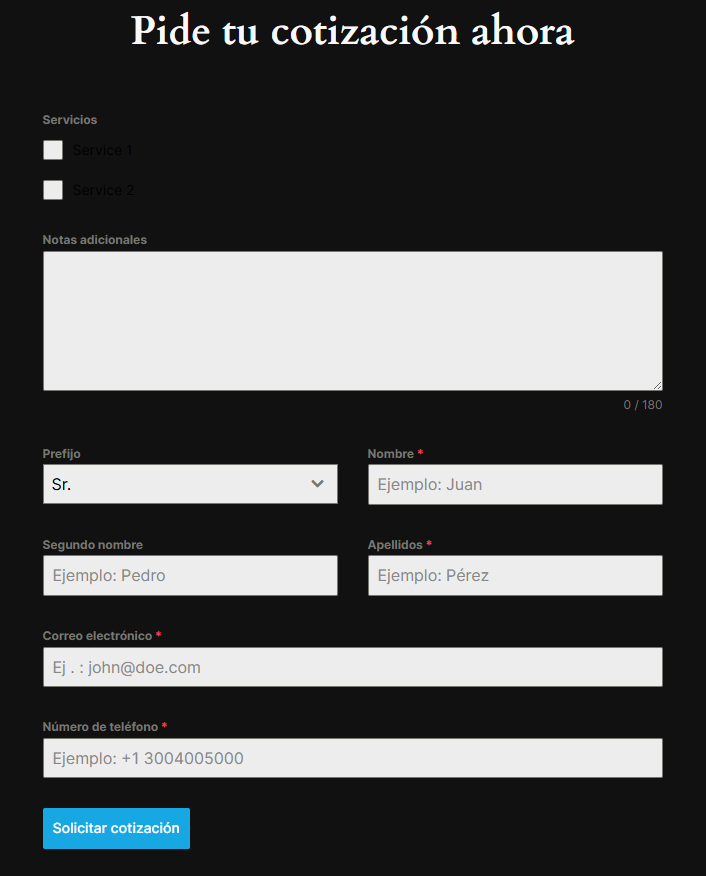 Pide tu cotización ahora
Servicios
Service 1
Service 2
Notas adicionales
0 / 180
Prefijo
Nombre *
Sr.
Ejemplo: Juan
Segundo nombre
Apellidos *
Ejemplo: Pedro
Ejemplo: Pérez
Correo electrónico *
Ej . : john@doe.com
Número de teléfono *
Ejemplo: +1 3004005000
Solicitar cotización